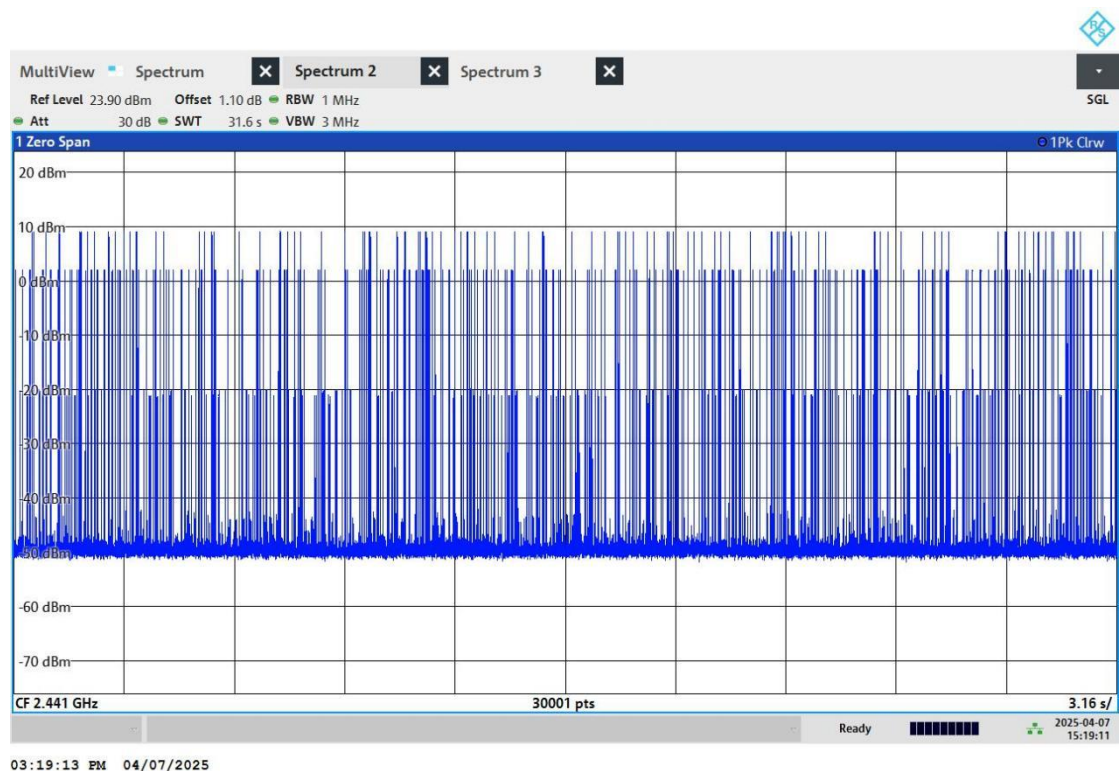 R&S
MultiView Spectrum Spectrum 2 Spectrum 3
Ref Level 23.90 dBm Offset 1.10 dB RBW 1 MHz SGL
Att 30 dB SWT 31.6 s VBW 3 MHz
1 Zero Span 1Pk Clrw
20 dBm
10 dBm
0 dBm
-10 dBm
-20 dBm
-30 dBm
-40 dBm
-50 dBm
-60 dBm
-70 dBm
CF 2.441 GHz 30001 pts 3.16 s/
Ready 2025-04-07
15:19:11
03:19:13 PM 04/07/2025